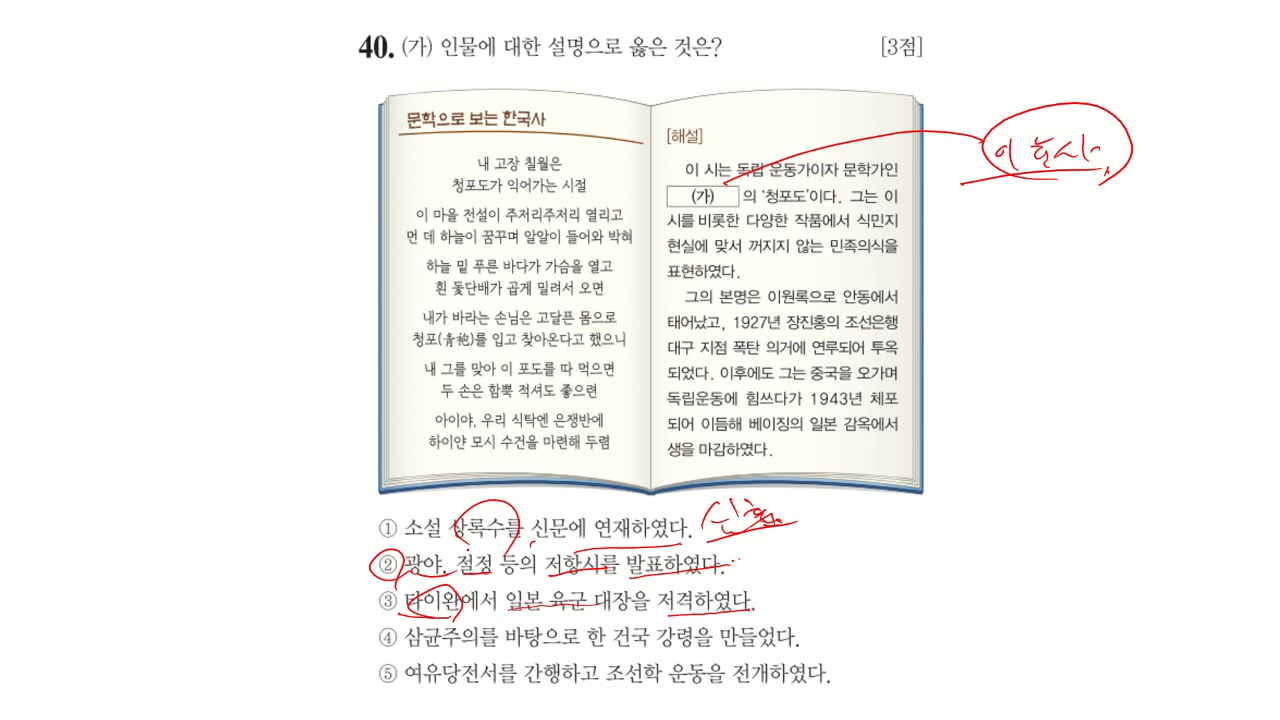 40. (가) 인물에 대한 설명으로 옳은 것은? [3점]
문학으로 보는 한국사
내 고장 칠월은
청포도가 익어가는 시절
이 마을 전설이 주저리주저리 열리고
먼 데 하늘이 꿈꾸며 알알이 들어와 박혀
하늘 밑 푸른 바다가 가슴을 열고
흰 돛단배가 곱게 밀려서 오면
내가 바라는 손님은 고달픈 몸으로
청포(靑袍)를 입고 찾아온다고 했으니
내 그를 맞아 이 포도를 따 먹으면
두 손은 함뿍 적셔도 좋으련
아이야, 우리 식탁엔 은쟁반에
하이얀 모시 수건을 마련해 두렴
[해설]
이 시는 독립 운동가이자 문학가인
(가) 의 '청포도'이다. 그는 이
시를 비롯한 다양한 작품에서 식민지
현실에 맞서 꺼지지 않는 민족의식을
표현하였다.
그의 본명은 이원록으로 안동에서
태어났고, 1927년 장진홍의 조선은행
대구 지점 폭탄 의거에 연루되어 투옥
되었다. 이후에도 그는 중국을 오가며
독립운동에 힘쓰다가 1943년 체포
되어 이듬해 베이징의 일본 감옥에서
생을 마감하였다.
이육사
① 소설 상록수를 신문에 연재하였다.
② 광야, 절정 등의 저항시를 발표하였다.
③ 타이완에서 일본 육군 대장을 저격하였다.
④ 삼균주의를 바탕으로 한 건국 강령을 만들었다.
⑤ 여유당전서를 간행하고 조선학 운동을 전개하였다.